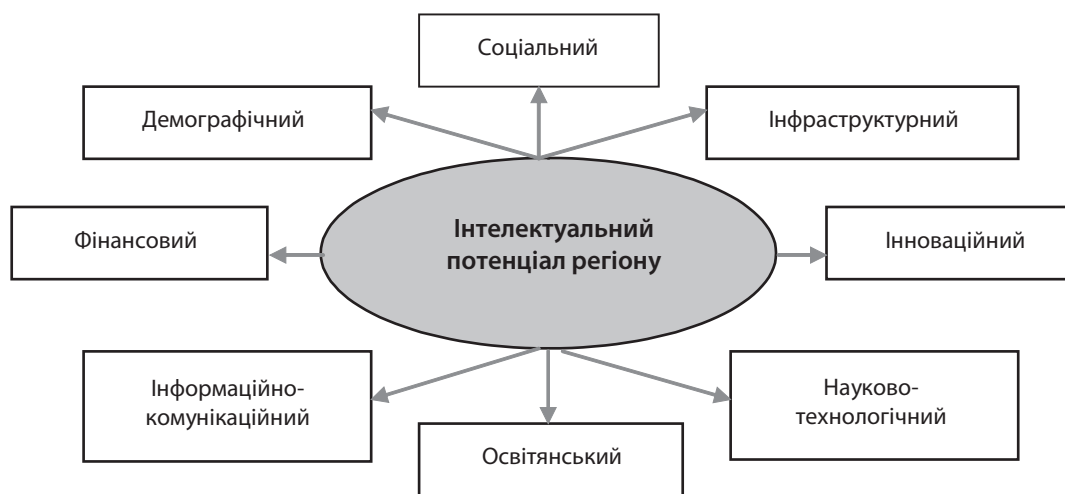 Соціальний
Демографічний
Інфраструктурний
Фінансовий
Інтелектуальний
потенціал регіону
Інноваційний
Інформаційно-
комунікаційний
Науково-
технологічний
Освітянський